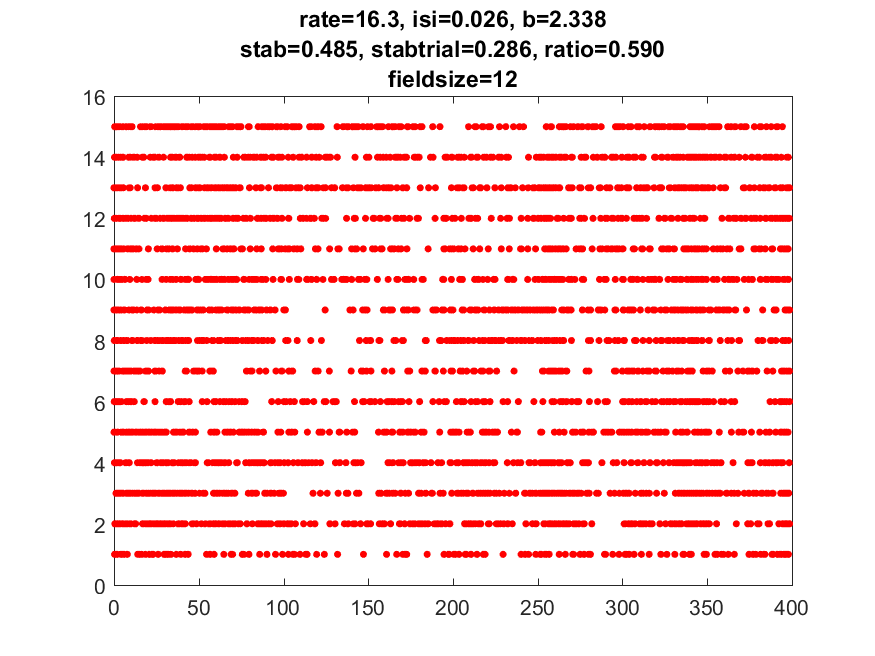 rate=16.3, isi=0.026, b=2.338
stab=0.485, stabtrial=0.286, ratio=0.590
fieldsize=12
16
14
12
10
8
6
4
2
0
0 50 100 150 200 250 300 350 400